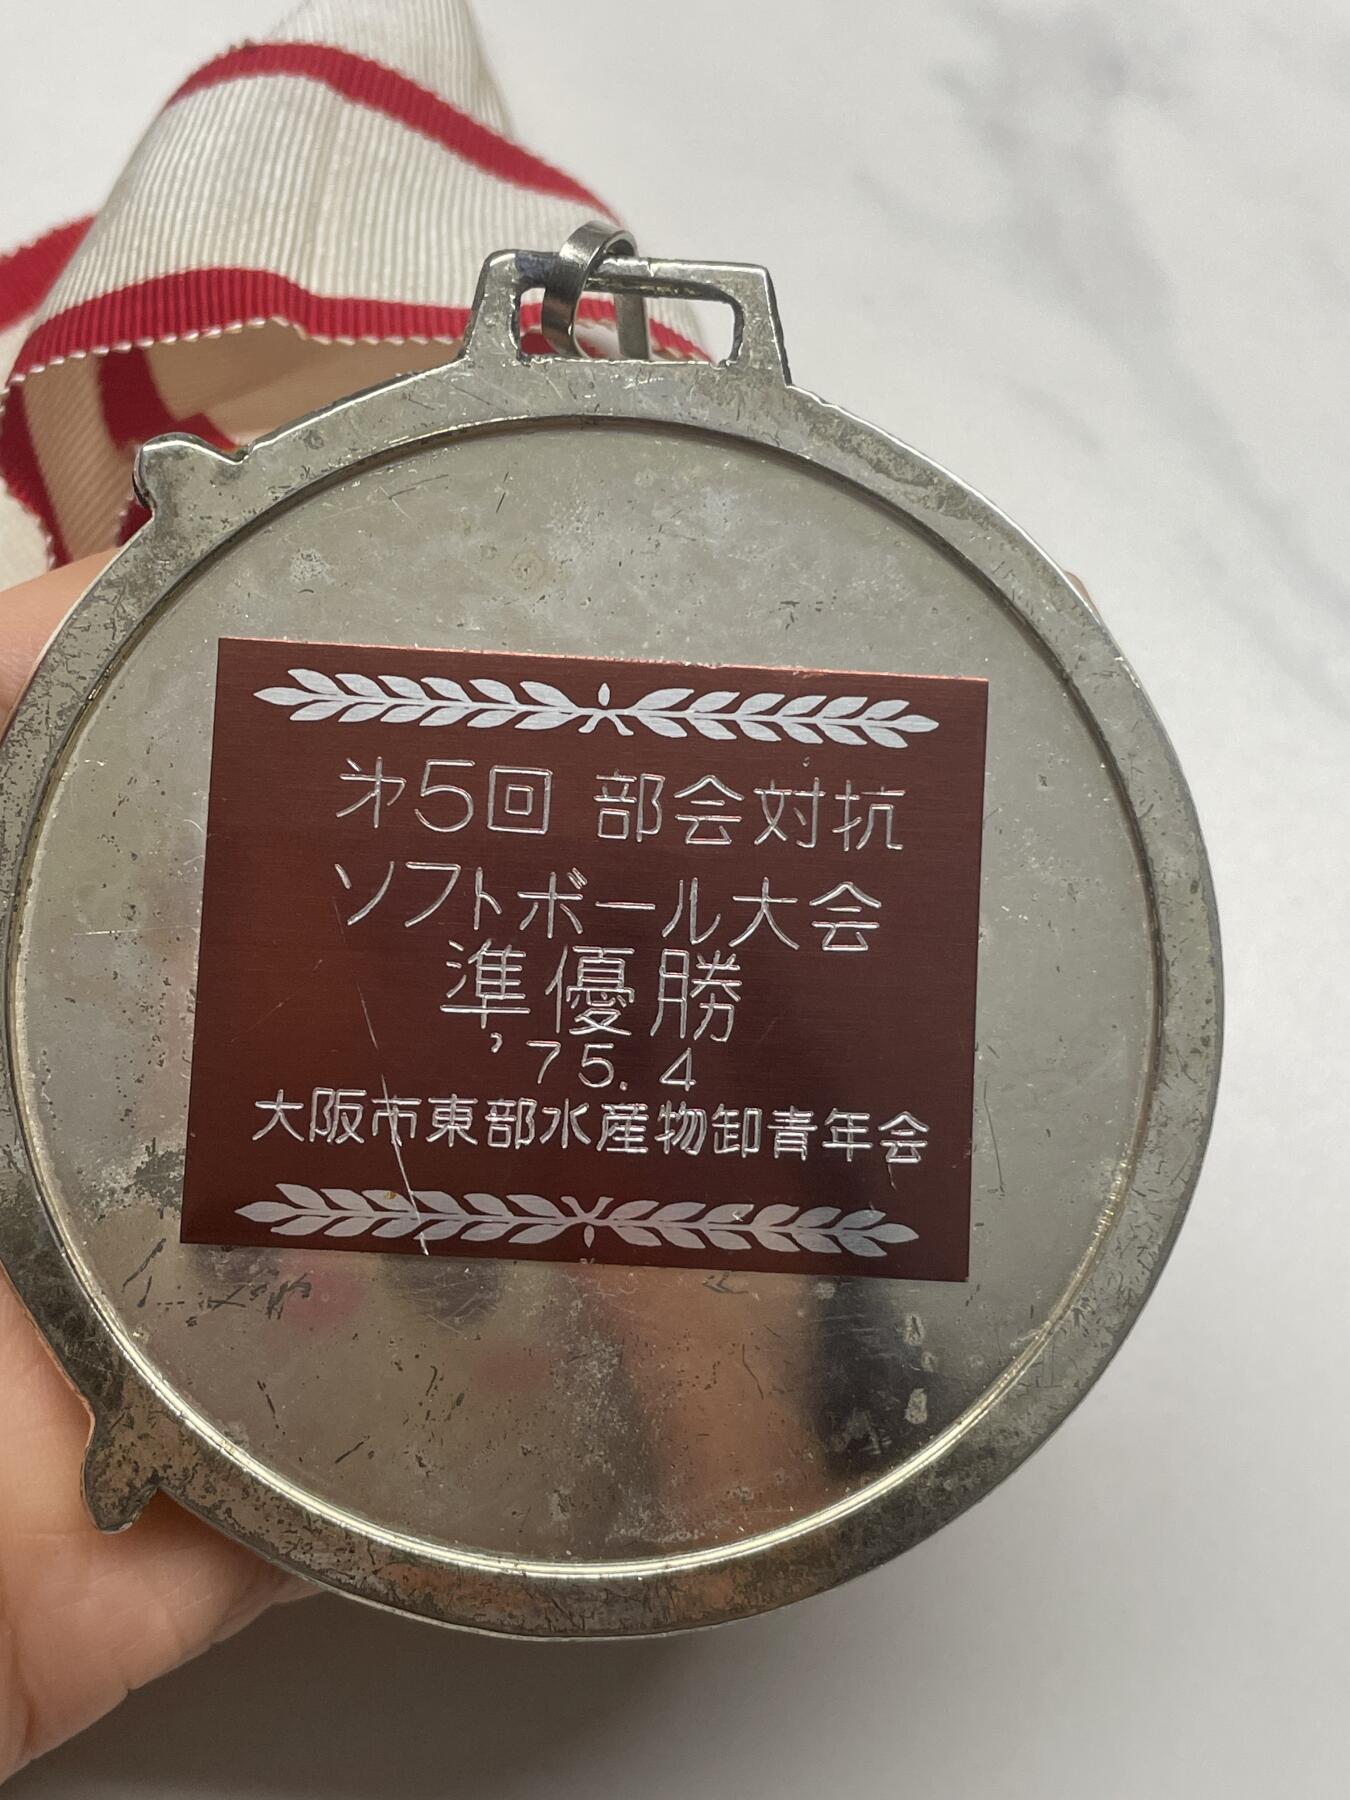 㐧5回 部会対抗
ソフトボール大会
準優勝
'75.4
大阪市東部水産物卸青年会